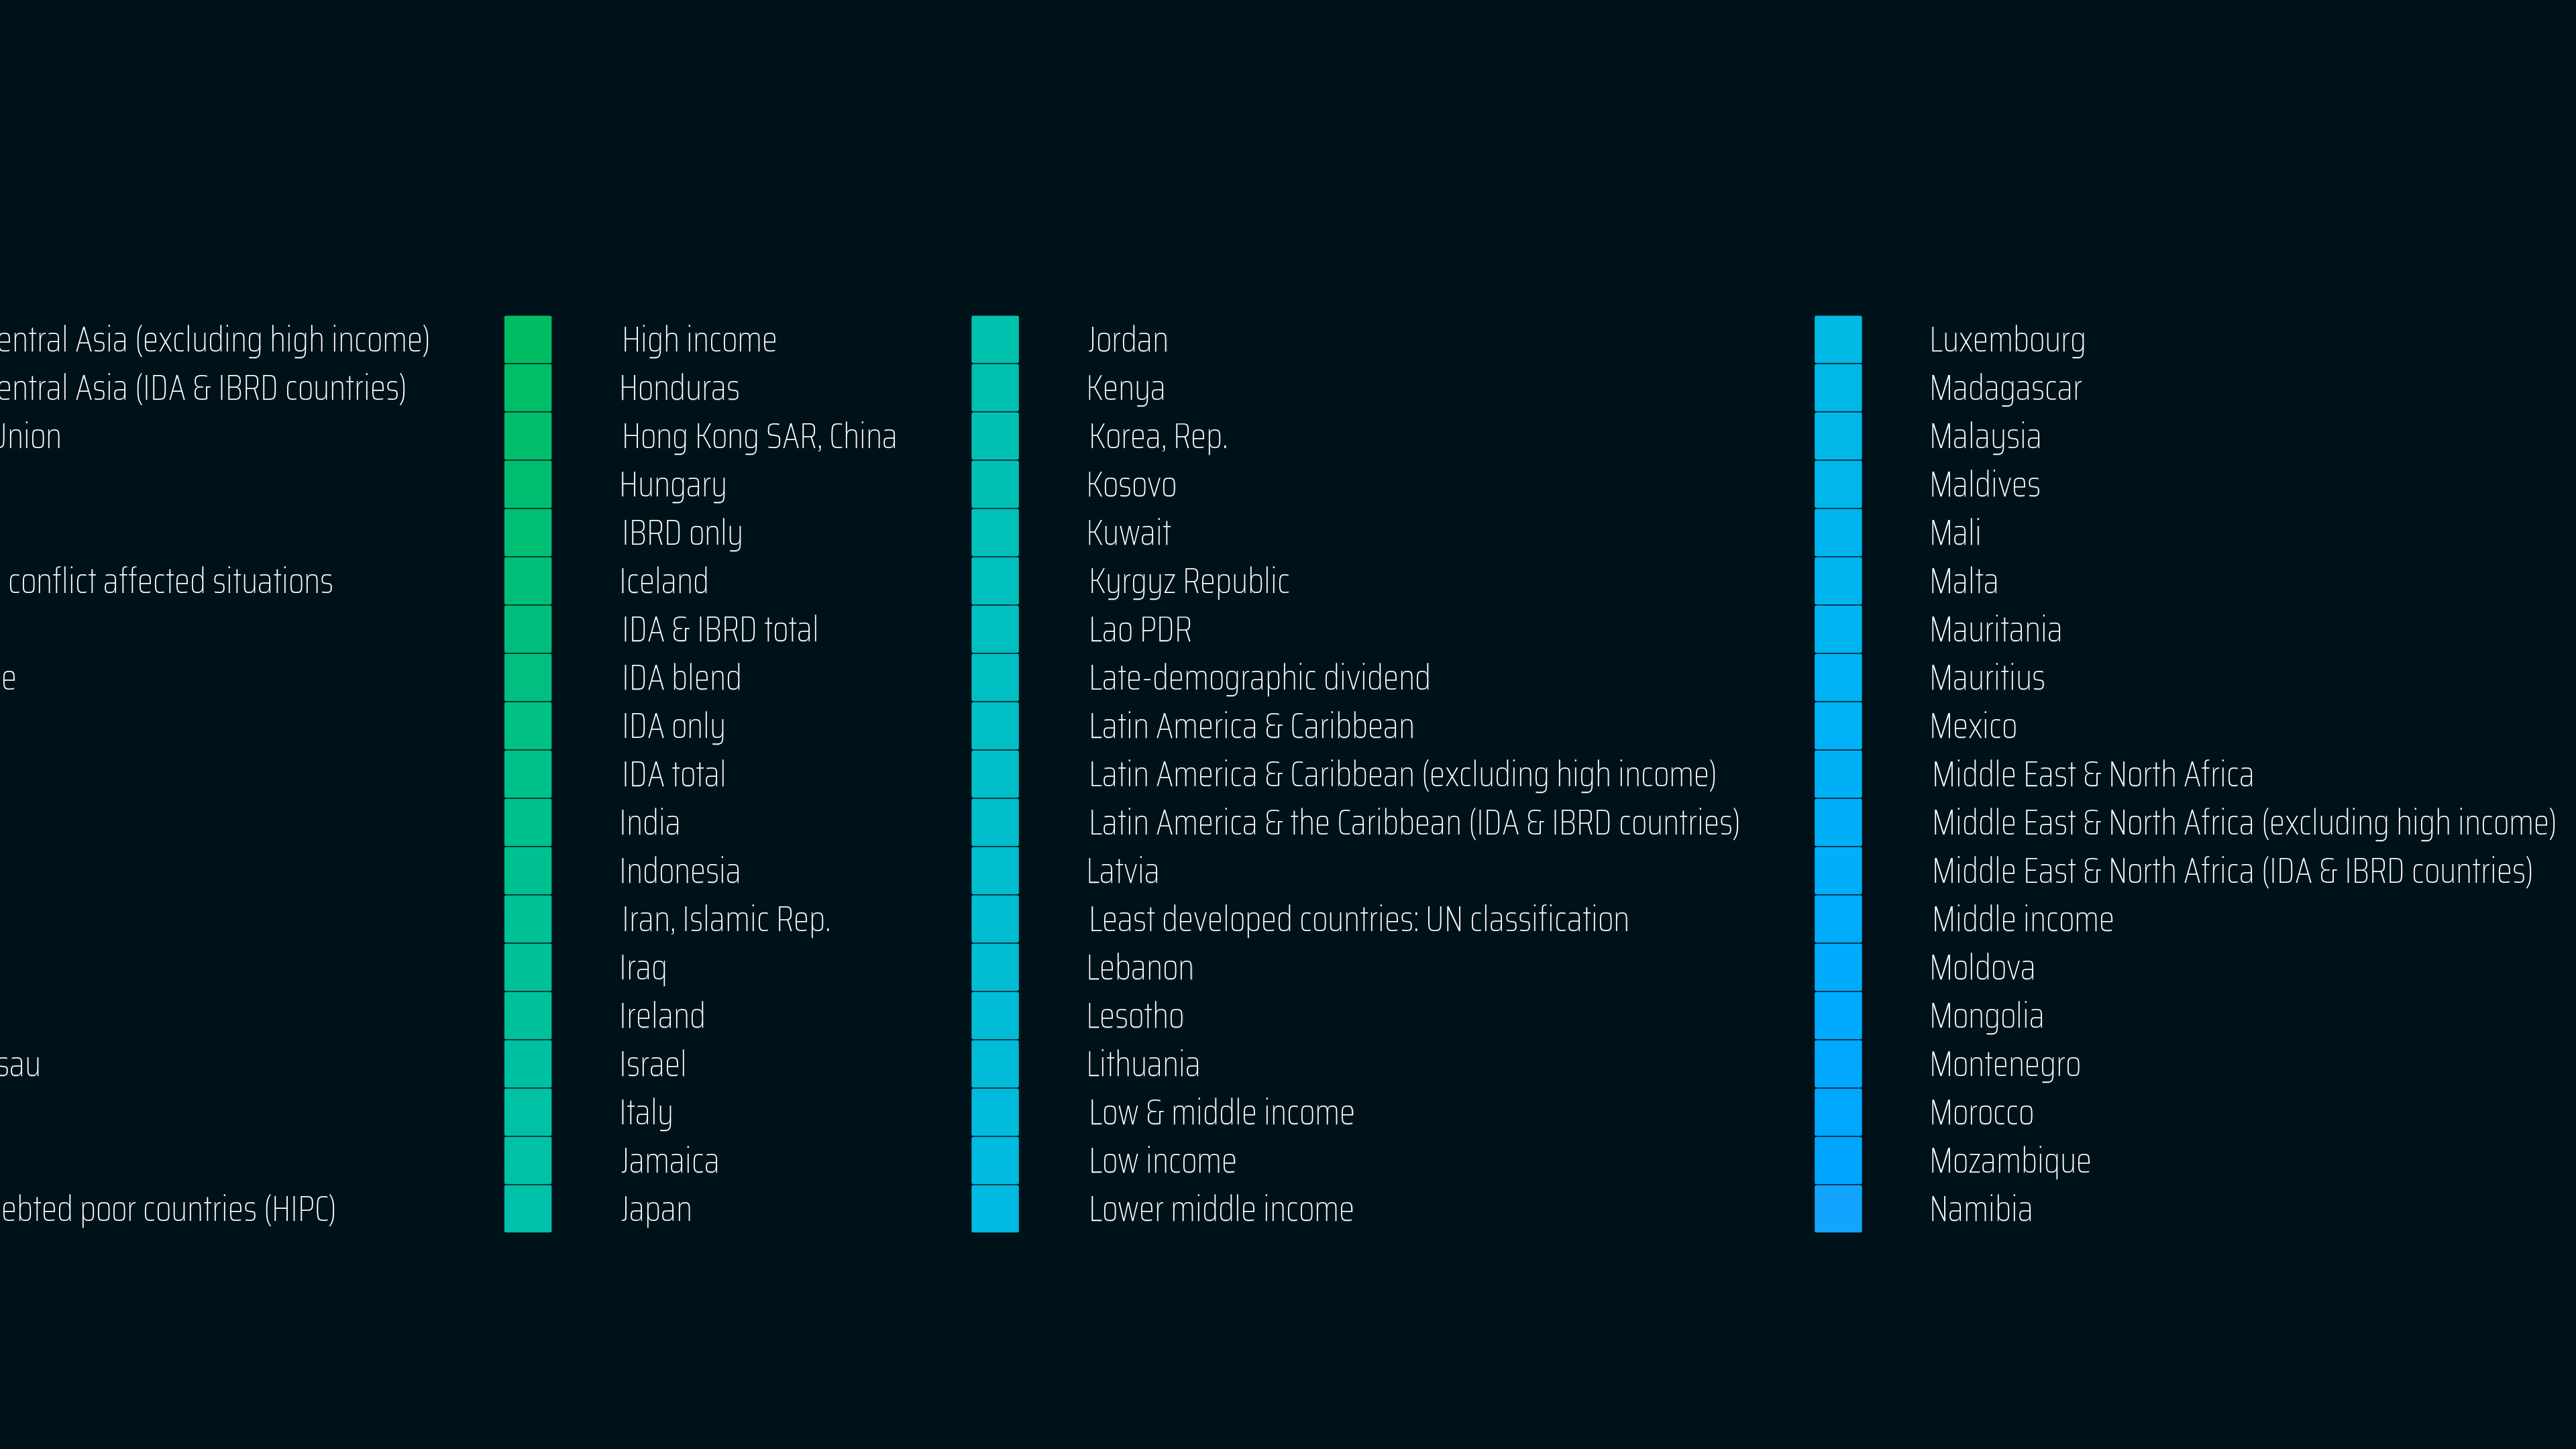 entral Asia (excluding high income)
entral Asia (IDA & IBRD countries)
Union
conflict affected situations
e
sau
ebted poor countries (HIPC)
High income
Honduras
Hong Kong SAR, China
Hungary
IBRD only
Iceland
IDA & IBRD total
IDA blend
IDA only
IDA total
India
Indonesia
Iran, Islamic Rep.
Iraq
Ireland
Israel
Italy
Jamaica
Japan
Jordan
Kenya
Korea, Rep.
Kosovo
Kuwait
Kyrgyz Republic
Lao PDR
Late-demographic dividend
Latin America & Caribbean
Latin America & Caribbean (excluding high income)
Latin America & the Caribbean (IDA & IBRD countries)
Latvia
Least developed countries: UN classification
Lebanon
Lesotho
Lithuania
Low & middle income
Low income
Lower middle income
Luxembourg
Madagascar
Malaysia
Maldives
Mali
Malta
Mauritania
Mauritius
Mexico
Middle East & North Africa
Middle East & North Africa (excluding high income)
Middle East & North Africa (IDA & IBRD countries)
Middle income
Moldova
Mongolia
Montenegro
Morocco
Mozambique
Namibia